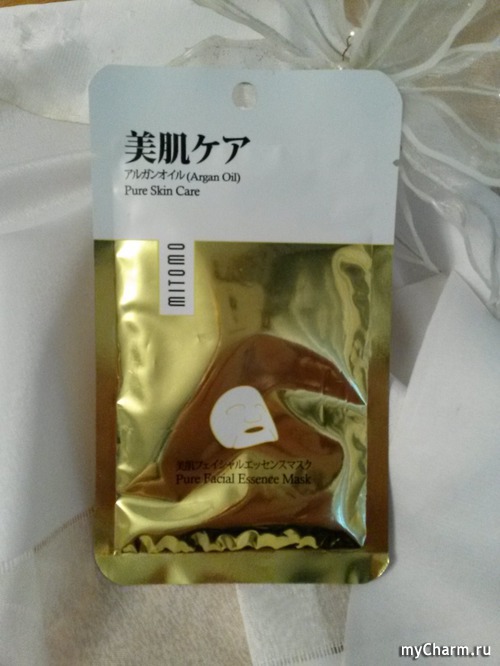 美肌ケア
アルガンオイル(Argan Oil)
Pure Skin Care
MITOMO
美肌フェイシャルエッセンスマスク
Pure Facial Essence Mask
myCharm.ru